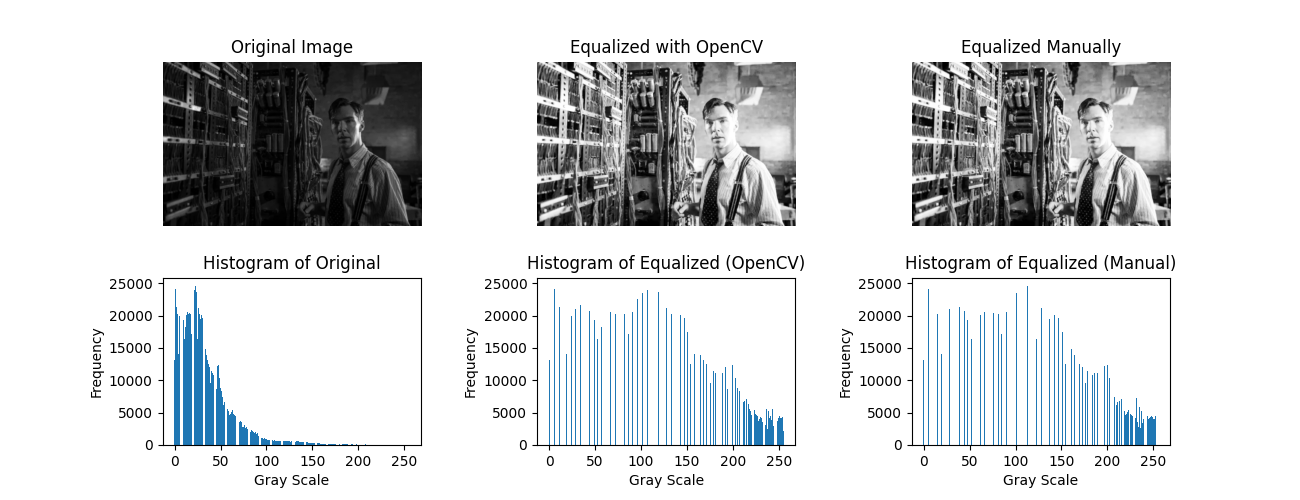 Original Image
Equalized with OpenCV
Equalized Manually
Histogram of Original
Histogram of Equalized (OpenCV)
Histogram of Equalized (Manual)
25000
20000
15000
10000
5000
0
Frequency
0 50 100 150 200 250
Gray Scale
25000
20000
15000
10000
5000
0
Frequency
0 50 100 150 200 250
Gray Scale
25000
20000
15000
10000
5000
0
Frequency
0 50 100 150 200 250
Gray Scale